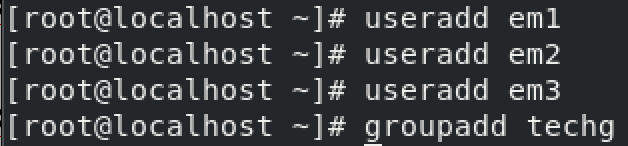 [root@localhost ~]# useradd em1
[root@localhost ~]# useradd em2
[root@localhost ~]# useradd em3
[root@localhost ~]# groupadd techg